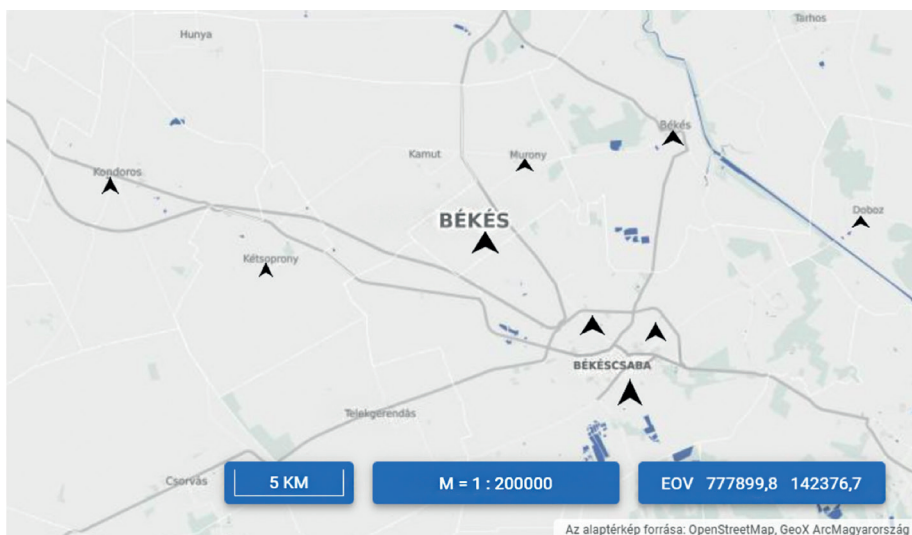 Tarhos
Hunya
Békés
Kamut
Murony
Kondoros
Doboz
BÉKÉS
Kétsoprony
BÉKÉSCSABA
Telekgerendás
Csorvás
5 KM
M = 1 : 200000
EOV 777899,8 142376,7
Az alaptérkép forrása: OpenStreetMap, GeoX ArcMagyarország